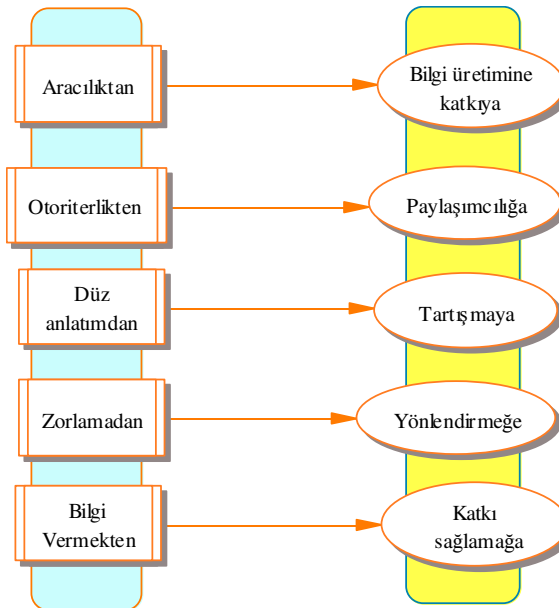 Aracılıktan
Bilgi üretimine
katkıya
Otoriterlikten
Paylaşımcılığa
Düz
anlatımdan
Tartışmaya
Zorlamadan
Yönlendirmeğe
Bilgi
Vermekten
Katkı
sağlamağa